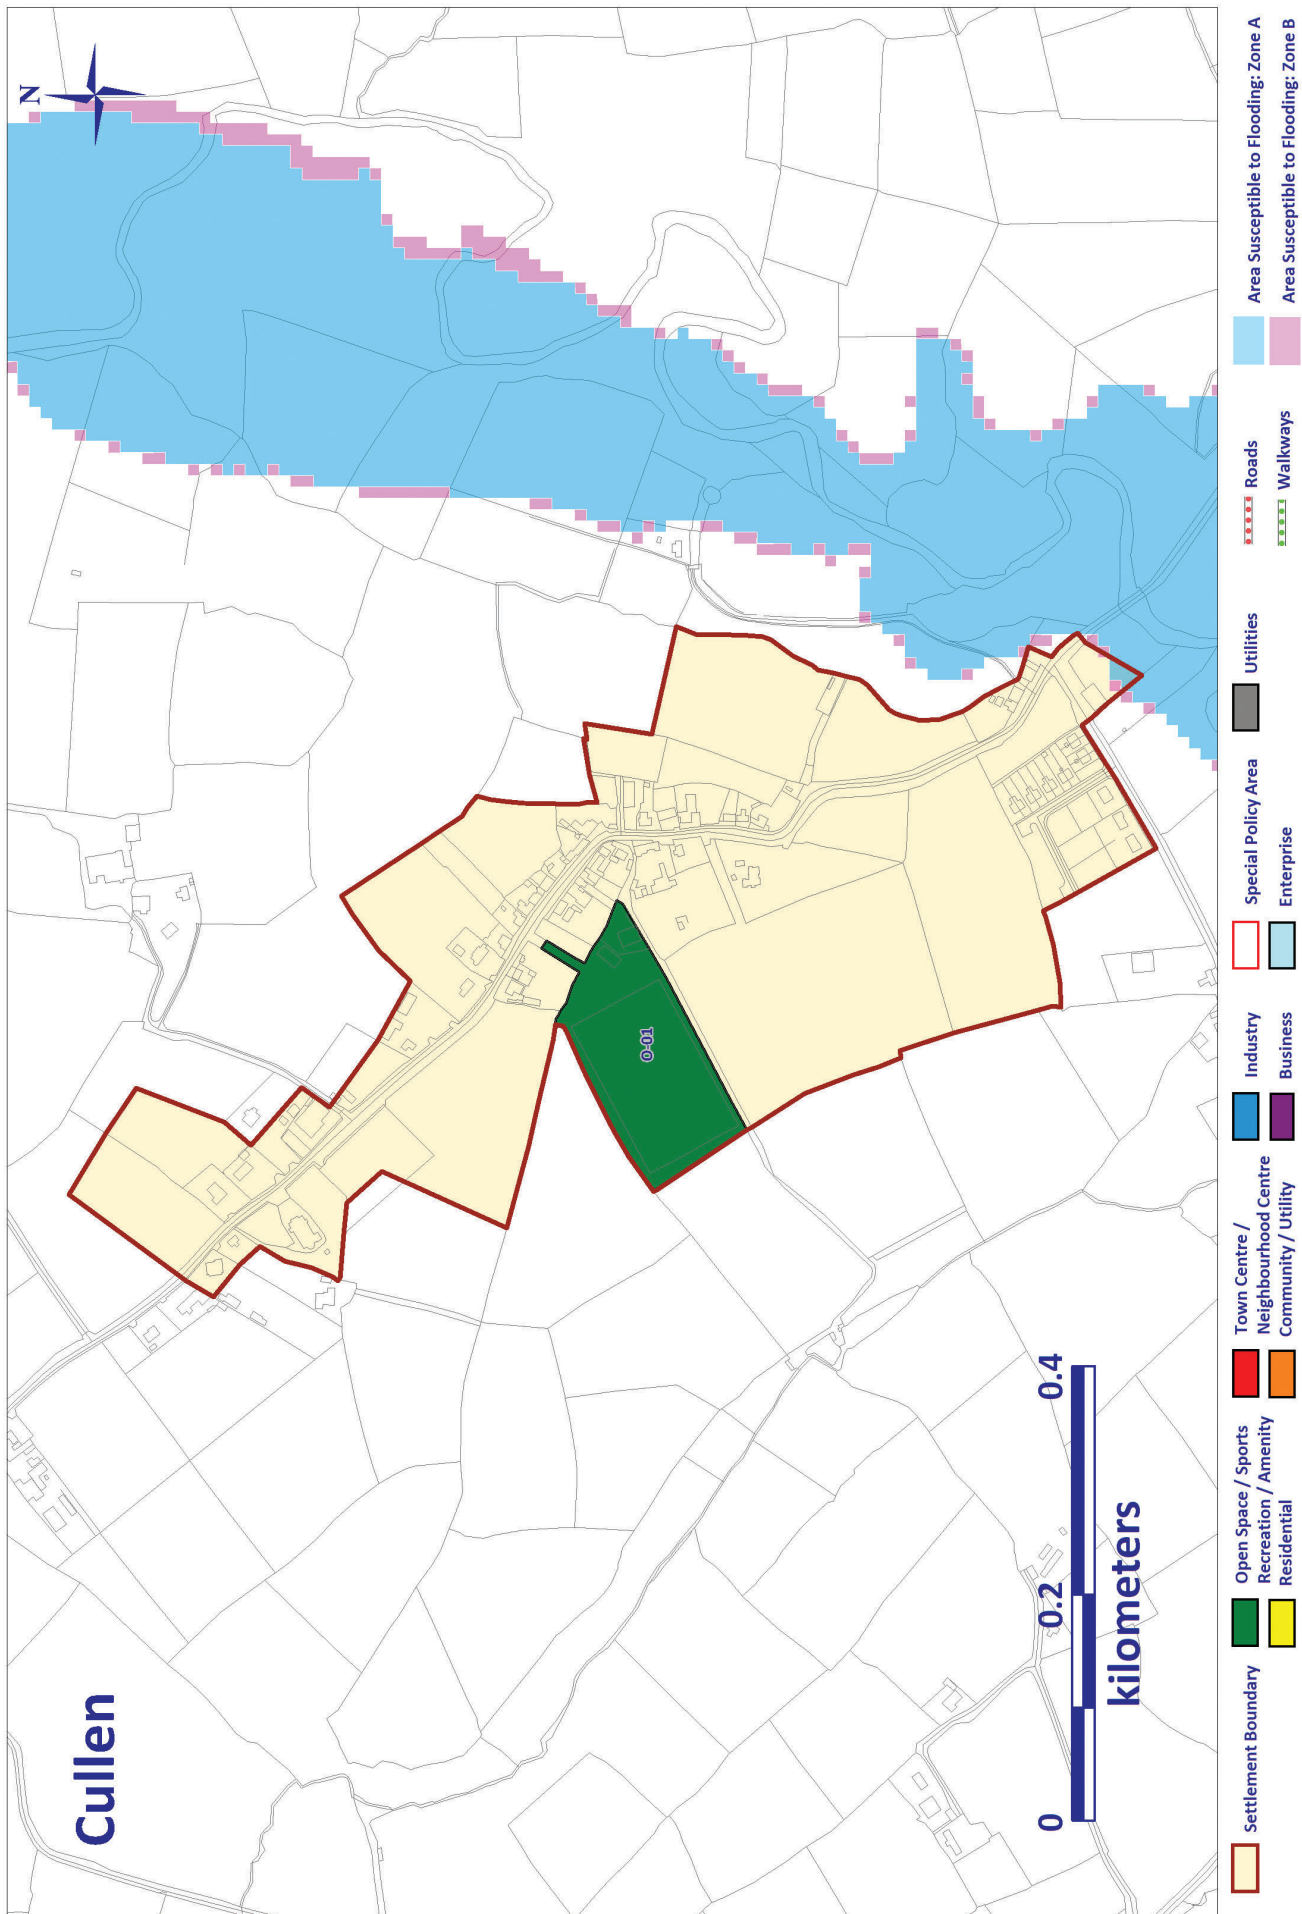 Cullen
N
O-01
0 0.2 0.4
kilometers
Settlement Boundary
Open Space / Sports
Recreation / Amenity
Residential
Town Centre /
Neighbourhood Centre
Community / Utility
Industry
Business
Special Policy Area
Enterprise
Utilities
Roads
Walkways
Area Susceptible to Flooding: Zone A
Area Susceptible to Flooding: Zone B